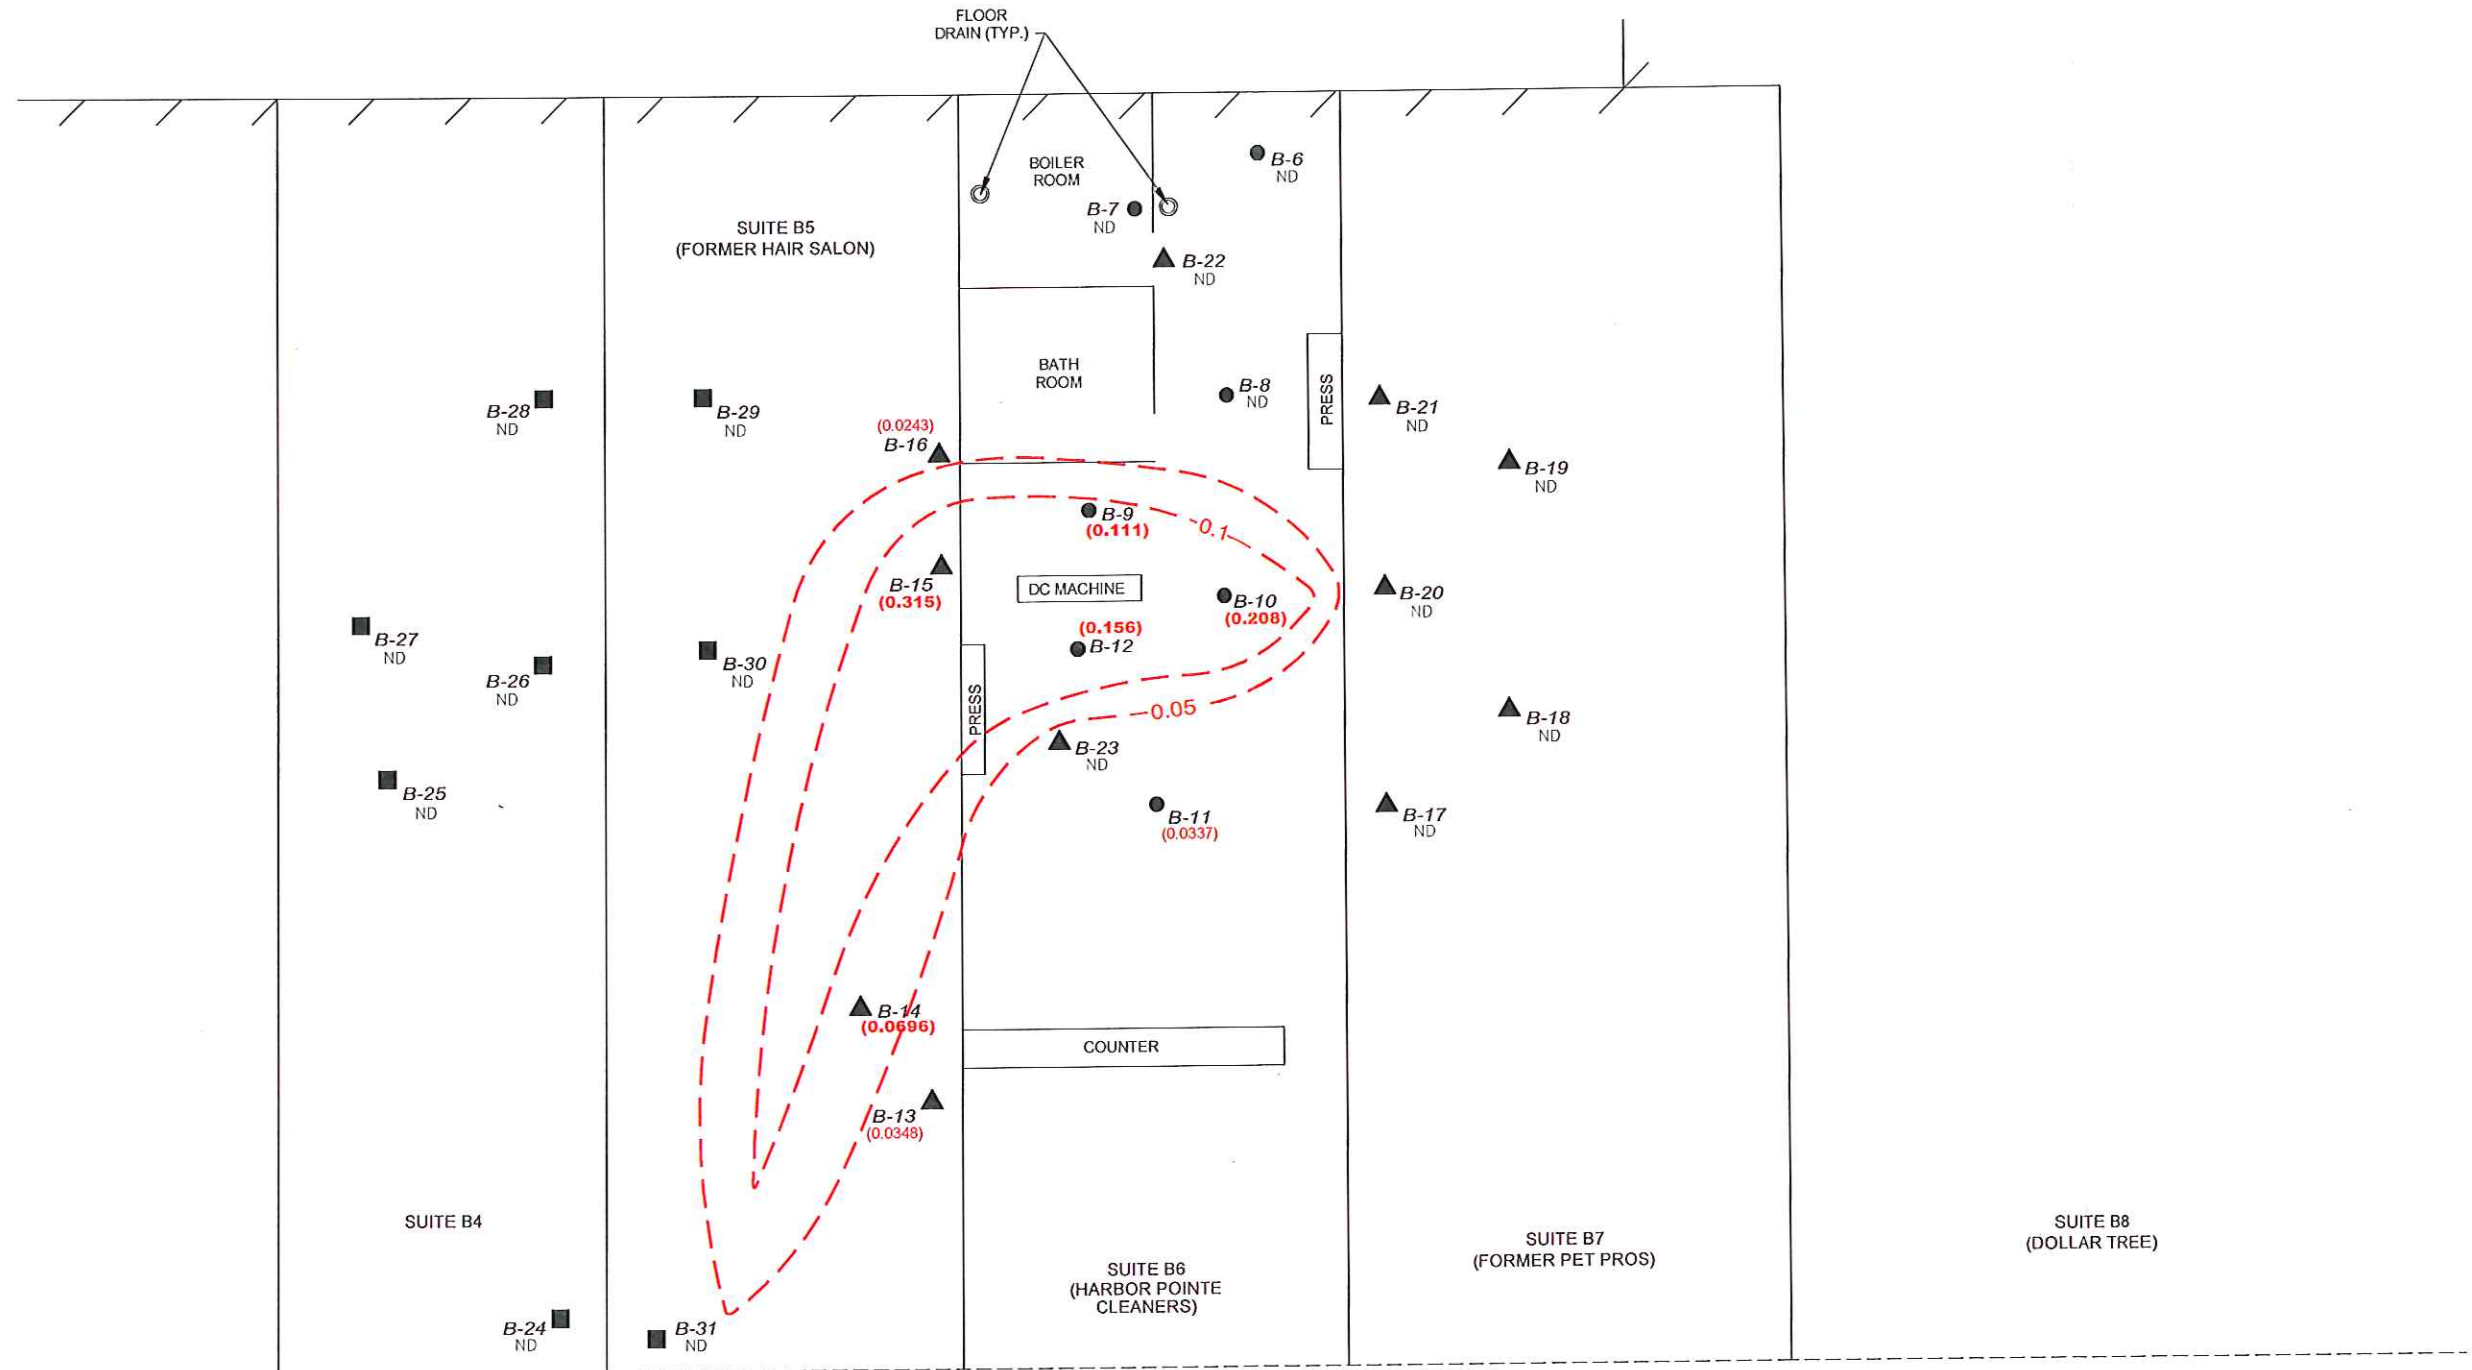 FLOOR
DRAIN (TYP.)
BOILER
ROOM
B-6
ND
B-7
ND
SUITE B5
(FORMER HAIR SALON)
B-22
ND
BATH
ROOM
PRESS
B-8
ND
B-28
ND
B-29
ND
(0.0243)
B-16
B-21
ND
B-19
ND
B-9
(0.111)
0.1
B-15
(0.315)
DC MACHINE
B-10
(0.208)
B-20
ND
(0.156)
B-12
B-27
ND
B-26
ND
B-30
ND
PRESS
0.05
B-23
ND
B-18
ND
B-25
ND
B-11
(0.0337)
B-17
ND
B-14
(0.0696)
COUNTER
B-13
(0.0348)
SUITE B4
SUITE B6
(HARBOR POINTE
CLEANERS)
SUITE B7
(FORMER PET PROS)
SUITE B8
(DOLLAR TREE)
B-24
ND
B-31
ND